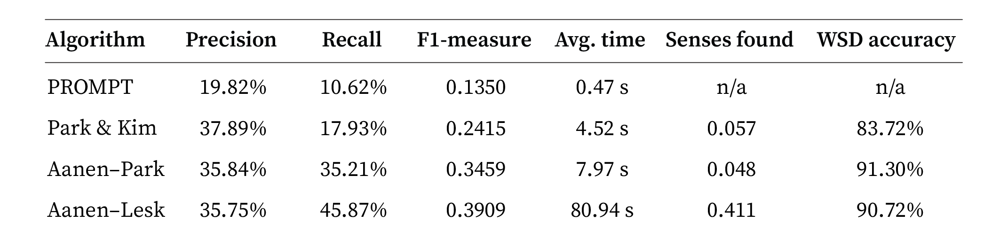 Algorithm Precision Recall F1-measure Avg. time Senses found WSD accuracy
PROMPT 19.82% 10.62% 0.1350 0.47 s n/a n/a
Park & Kim 37.89% 17.93% 0.2415 4.52 s 0.057 83.72%
Aanen–Park 35.84% 35.21% 0.3459 7.97 s 0.048 91.30%
Aanen–Lesk 35.75% 45.87% 0.3909 80.94 s 0.411 90.72%